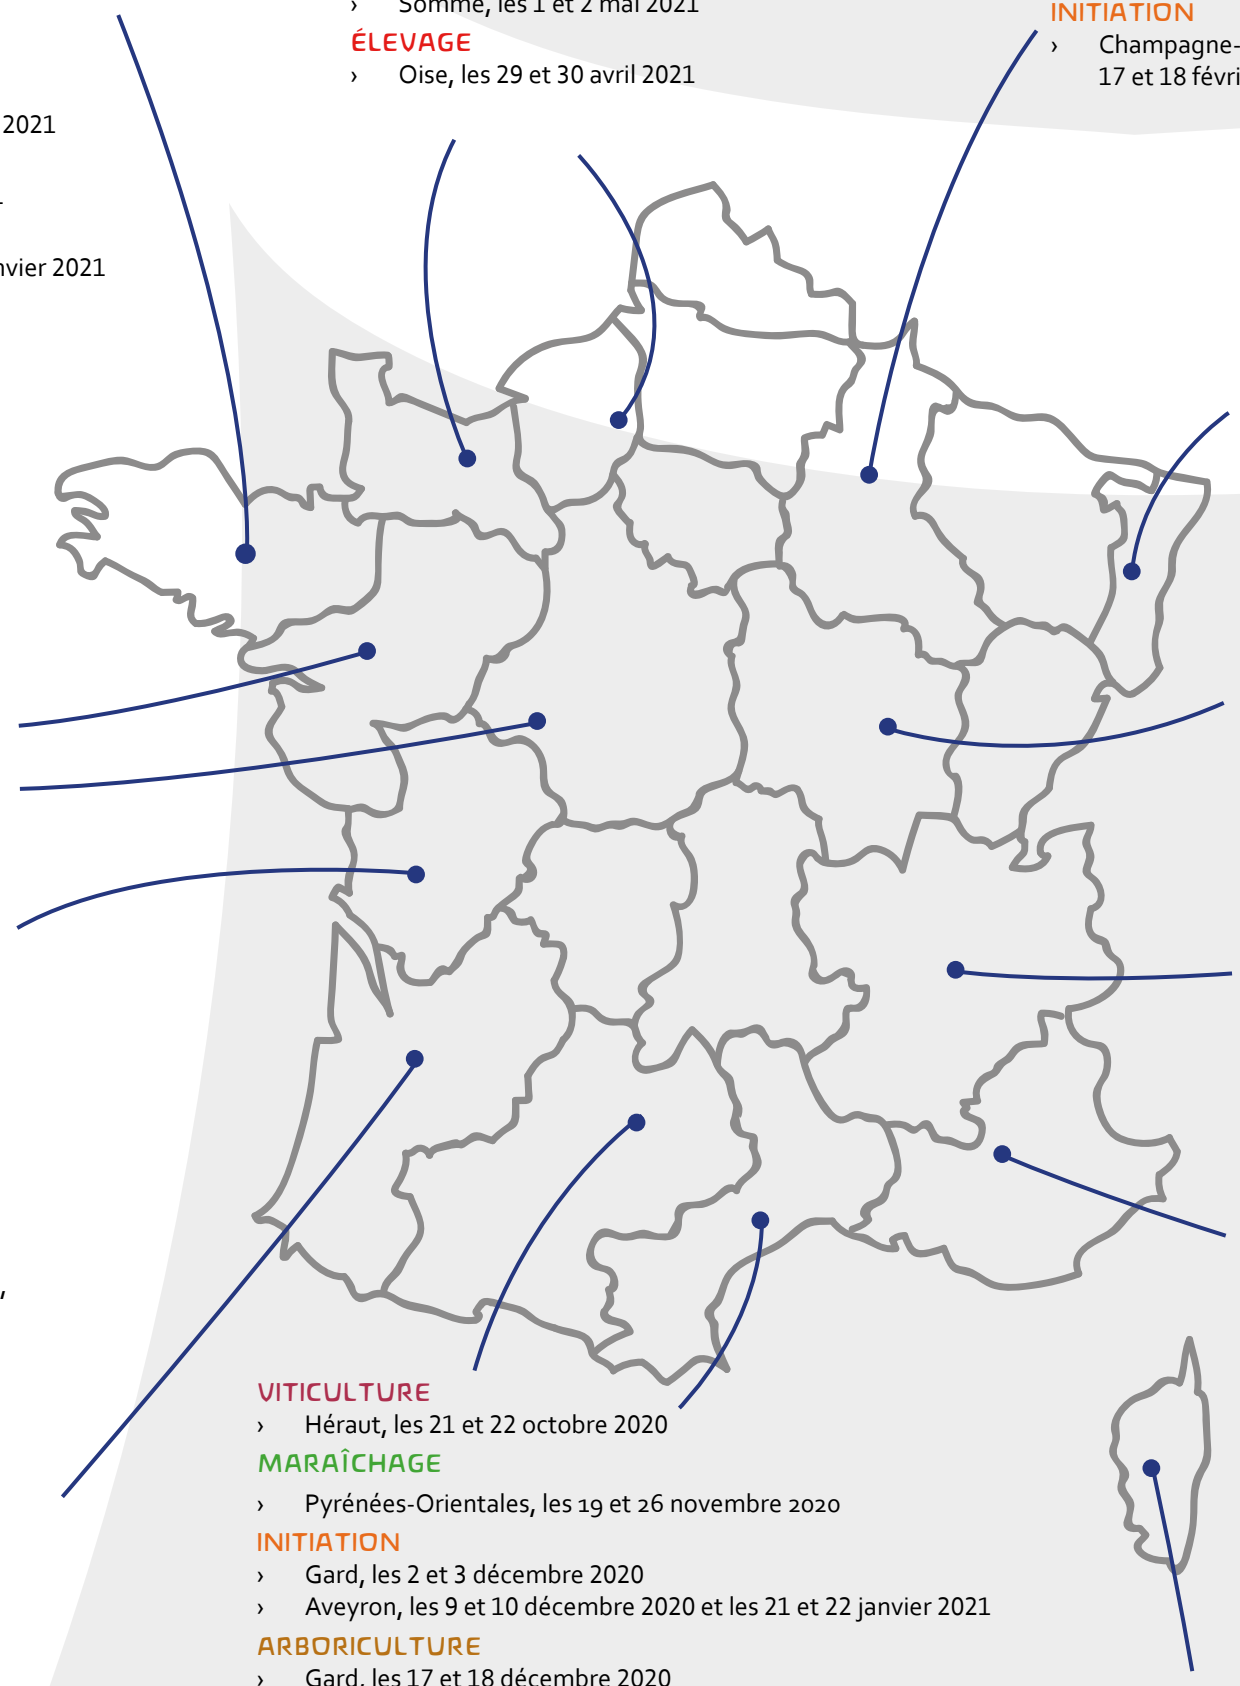 › Somme, les 1 et 2 mai 2021
ÉLEVAGE
› Oise, les 29 et 30 avril 2021
INITIATION
› Champagne-
17 et 18 févri
2021
nvier 2021
,
VITICULTURE
› Héraut, les 21 et 22 octobre 2020
MARAÎCHAGE
› Pyrénées-Orientales, les 19 et 26 novembre 2020
INITIATION
› Gard, les 2 et 3 décembre 2020
› Aveyron, les 9 et 10 décembre 2020 et les 21 et 22 janvier 2021
ARBORICULTURE
› Gard, les 17 et 18 décembre 2020